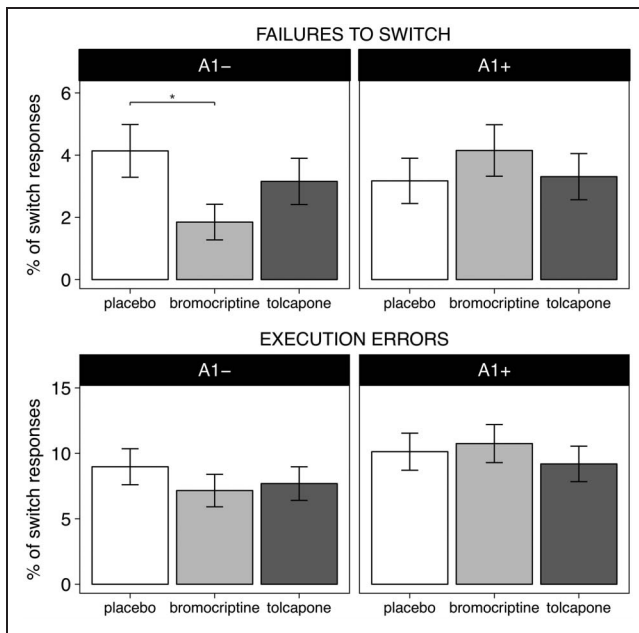 FAILURES TO SWITCH
A1− A1+
% of switch responses
6
4
2
0
*
placebo bromocriptine tolcapone placebo bromocriptine tolcapone
EXECUTION ERRORS
A1− A1+
% of switch responses
15
10
5
0
placebo bromocriptine tolcapone placebo bromocriptine tolcapone